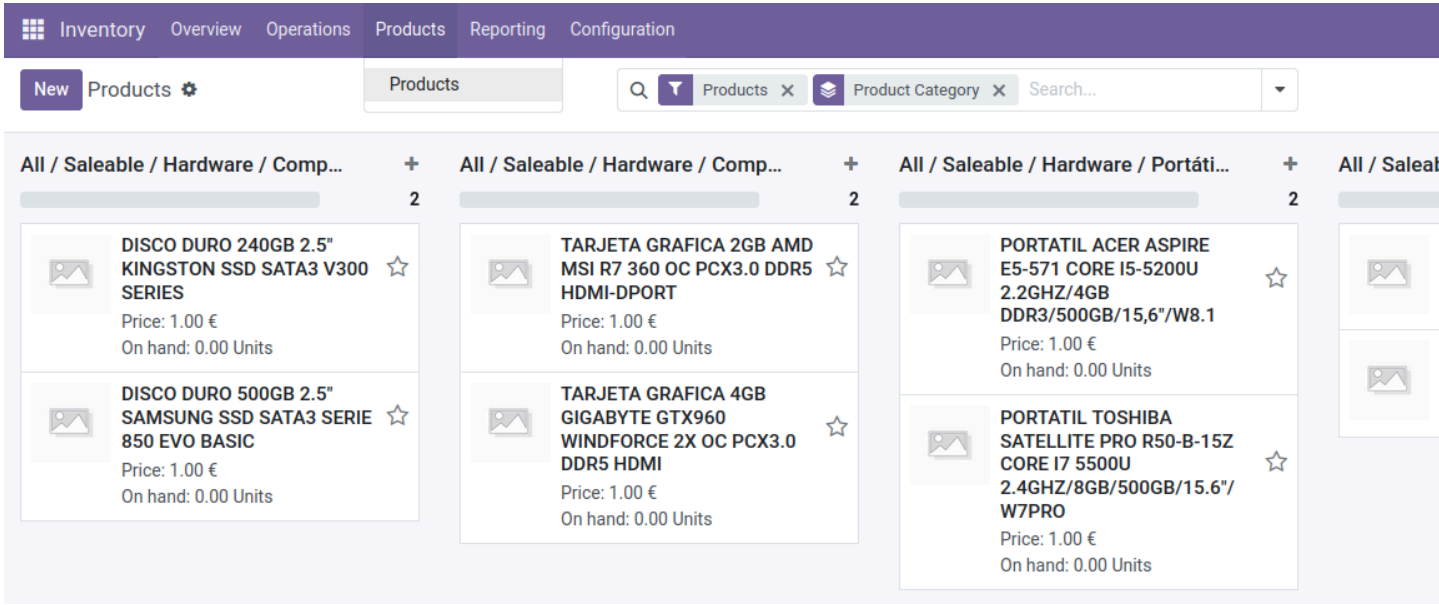 Inventory Overview Operations Products Reporting Configuration
New Products
Products
Products Product Category Search...
All / Saleable / Hardware / Comp...
2
DISCO DURO 240GB 2.5"
KINGSTON SSD SATA3 V300
SERIES
Price: 1.00 €
On hand: 0.00 Units
DISCO DURO 500GB 2.5"
SAMSUNG SSD SATA3 SERIE
850 EVO BASIC
Price: 1.00 €
On hand: 0.00 Units
All / Saleable / Hardware / Comp...
2
TARJETA GRAFICA 2GB AMD
MSI R7 360 OC PCX3.0 DDR5
HDMI-DPORT
Price: 1.00 €
On hand: 0.00 Units
TARJETA GRAFICA 4GB
GIGABYTE GTX960
WINDFORCE 2X OC PCX3.0
DDR5 HDMI
Price: 1.00 €
On hand: 0.00 Units
All / Saleable / Hardware / Portáti...
2
PORTATIL ACER ASPIRE
E5-571 CORE I5-5200U
2.2GHZ/4GB
DDR3/500GB/15,6"/W8.1
Price: 1.00 €
On hand: 0.00 Units
PORTATIL TOSHIBA
SATELLITE PRO R50-B-15Z
CORE I7 5500U
2.4GHZ/8GB/500GB/15.6"/
W7PRO
Price: 1.00 €
On hand: 0.00 Units
All /